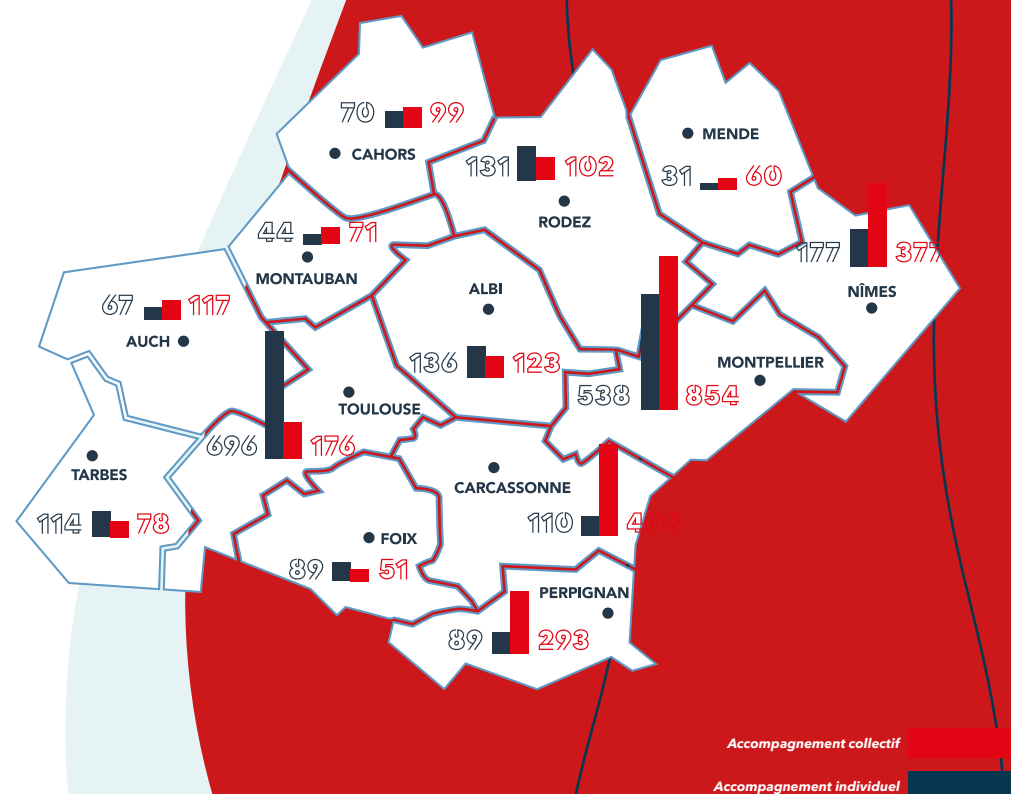 70 99
CAHORS
MENDE
31 60
131 102
RODEZ
44 71
MONTAUBAN
177 377
NÎMES
ALBI
136 123
67 117
AUCH
MONTPELLIER
538 854
TOULOUSE
696 176
TARBES
114 78
CARCASSONNE
110 408
FOIX
89 51
PERPIGNAN
89 293
Accompagnement collectif
Accompagnement individuel